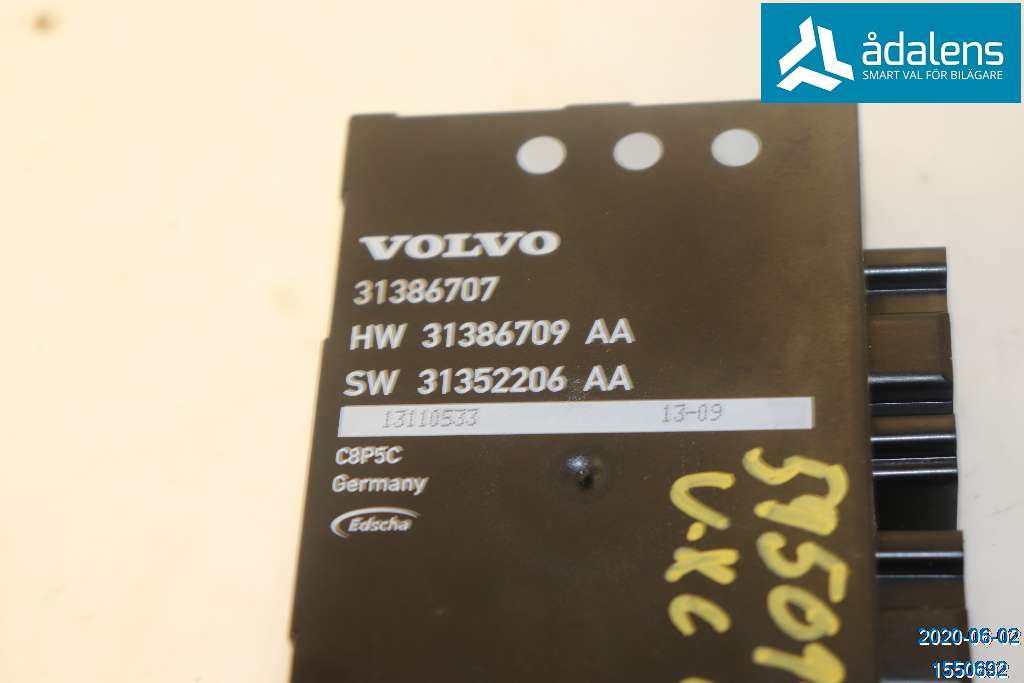 ådalens
SMART VAL FÖR BILÄGARE
VOLVO
31386707
HW 31386709 AA
SW 31352206 AA
13110533 13-09
C8P5C
Germany
Edscha
V.KC
2020-06-02
1550692